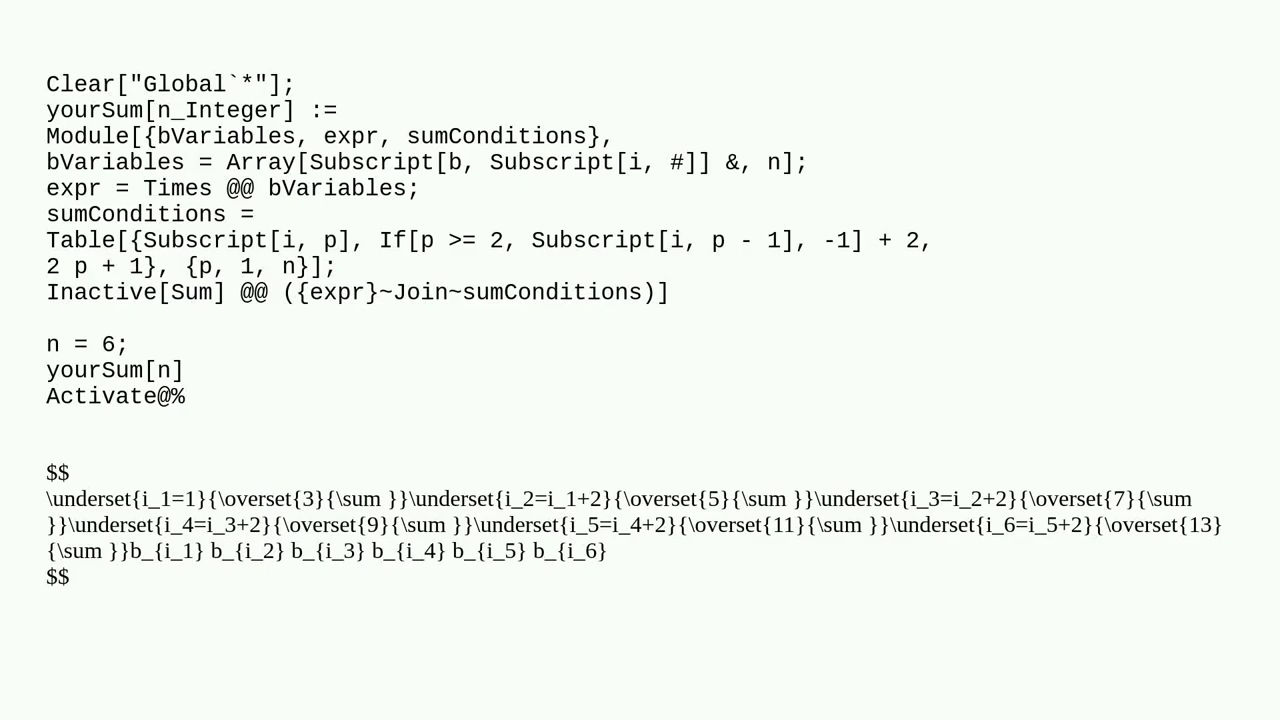 Clear["Global`*"];
yourSum[n_Integer] :=
Module[{bVariables, expr, sumConditions},
bVariables = Array[Subscript[b, Subscript[i, #]] &, n];
expr = Times @@ bVariables;
sumConditions =
Table[{Subscript[i, p], If[p >= 2, Subscript[i, p - 1], -1] + 2,
2 p + 1}, {p, 1, n}];
Inactive[Sum] @@ ({expr}~Join~sumConditions)]
n = 6;
yourSum[n]
Activate@%
$$
\underset{i_1=1}{\overset{3}{\sum }}\underset{i_2=i_1+2}{\overset{5}{\sum }}\underset{i_3=i_2+2}{\overset{7}{\sum
}}\underset{i_4=i_3+2}{\overset{9}{\sum }}\underset{i_5=i_4+2}{\overset{11}{\sum }}\underset{i_6=i_5+2}{\overset{13}
{\sum }}b_{i_1} b_{i_2} b_{i_3} b_{i_4} b_{i_5} b_{i_6}
$$